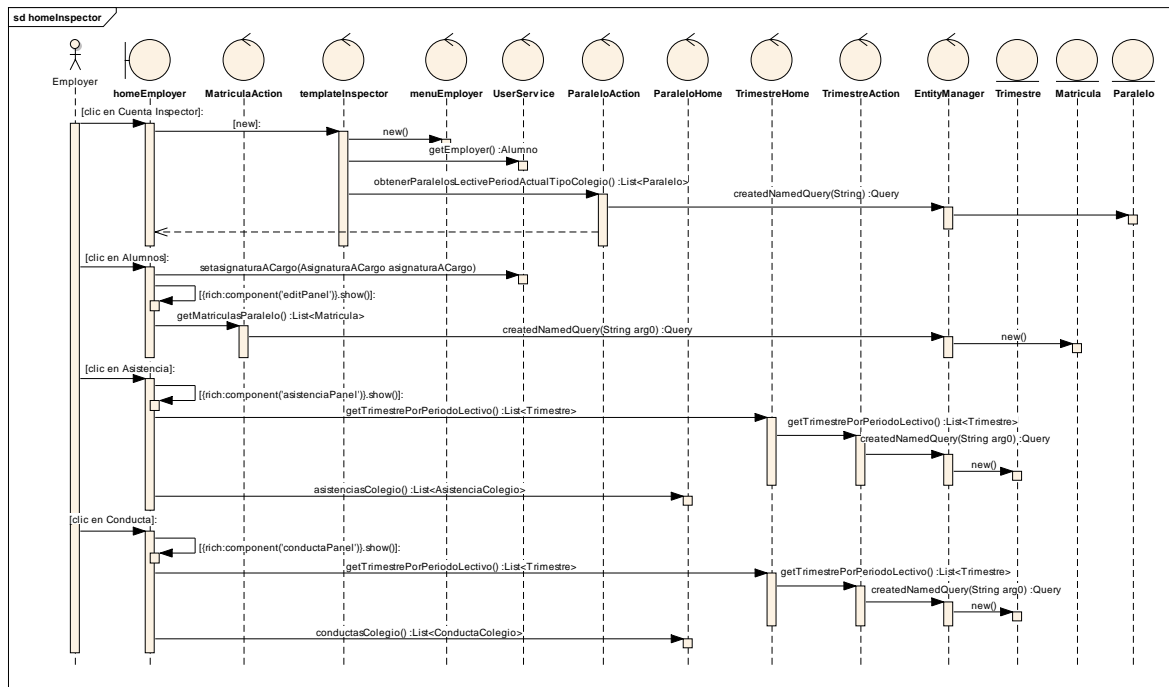 sd homeInspector
Employer
homeEmployer
MatriculaAction
templateInspector
menuEmployer
UserService
ParaleloAction
ParaleloHome
TrimestreHome
TrimestreAction
EntityManager
Trimestre
Matricula
Paralelo
[clic en Cuenta Inspector]:
[new]:
new()
getEmployer() :Alumno
obtenerParalelosLectivePeriodActualTipoColegio() :List<Paralelo>
createdNamedQuery(String) :Query
[clic en Alumnos]:
setasignaturaACargo(AsignaturaACargo asignaturaACargo)
[{rich:component('editPanel')}.show()]:
getMatriculasParalelo() :List<Matricula>
createdNamedQuery(String arg0) :Query
new()
[clic en Asistencia]:
[{rich:component('asistenciaPanel')}.show()]:
getTrimestrePorPeriodoLectivo() :List<Trimestre>
getTrimestrePorPeriodoLectivo() :List<Trimestre>
createdNamedQuery(String arg0) :Query
new()
asistenciasColegio() :List<AsistenciaColegio>
[clic en Conducta]:
[{rich:component('conductaPanel')}.show()]:
getTrimestrePorPeriodoLectivo() :List<Trimestre>
getTrimestrePorPeriodoLectivo() :List<Trimestre>
createdNamedQuery(String arg0) :Query
new()
conductasColegio() :List<ConductaColegio>